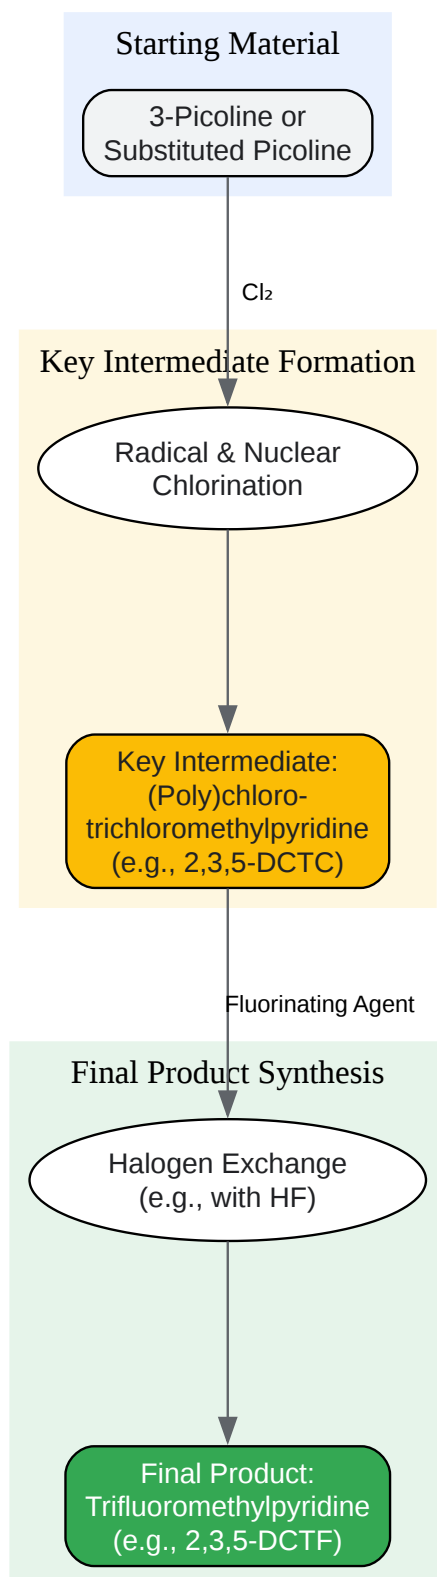 Starting Material
3-Picoline or
Substituted Picoline
Cl₂
Key Intermediate Formation
Radical & Nuclear
Chlorination
Key Intermediate:
(Poly)chloro-
trichloromethylpyridine
(e.g., 2,3,5-DCTC)
Fluorinating Agent
Final Product Synthesis
Halogen Exchange
(e.g., with HF)
Final Product:
Trifluoromethylpyridine
(e.g., 2,3,5-DCTF)